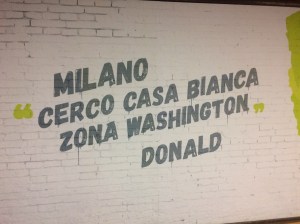 MILANO
“CERCO CASA BIANCA
ZONA WASHINGTON”
DONALD